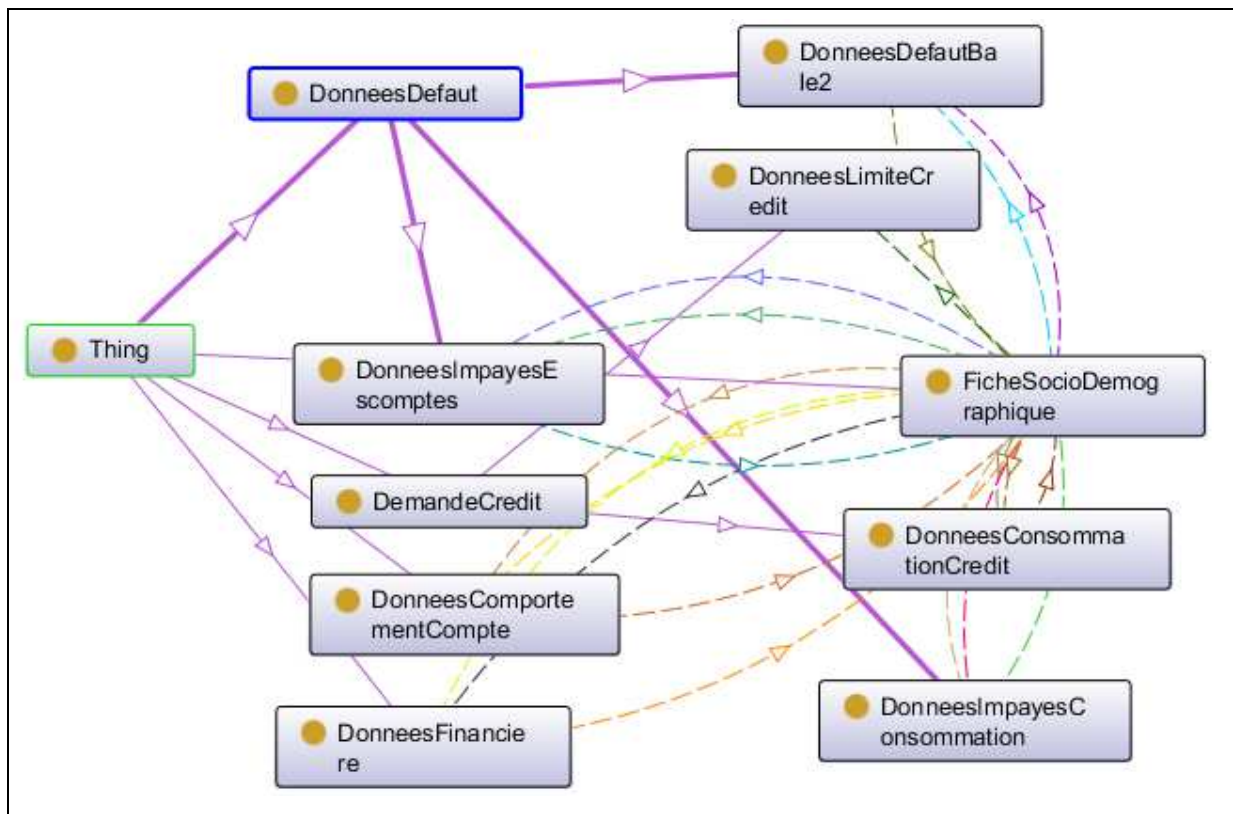 DonneesDefautBa
le2
DonneesDefaut
DonneesLimiteCr
edit
Thing
DonneesImpayesE
scomptes
FicheSocioDemog
raphique
DemandeCredit
DonneesConsomma
tionCredit
DonneesComporte
mentCompte
DonneesImpayesC
onsommation
DonneesFinancie
re